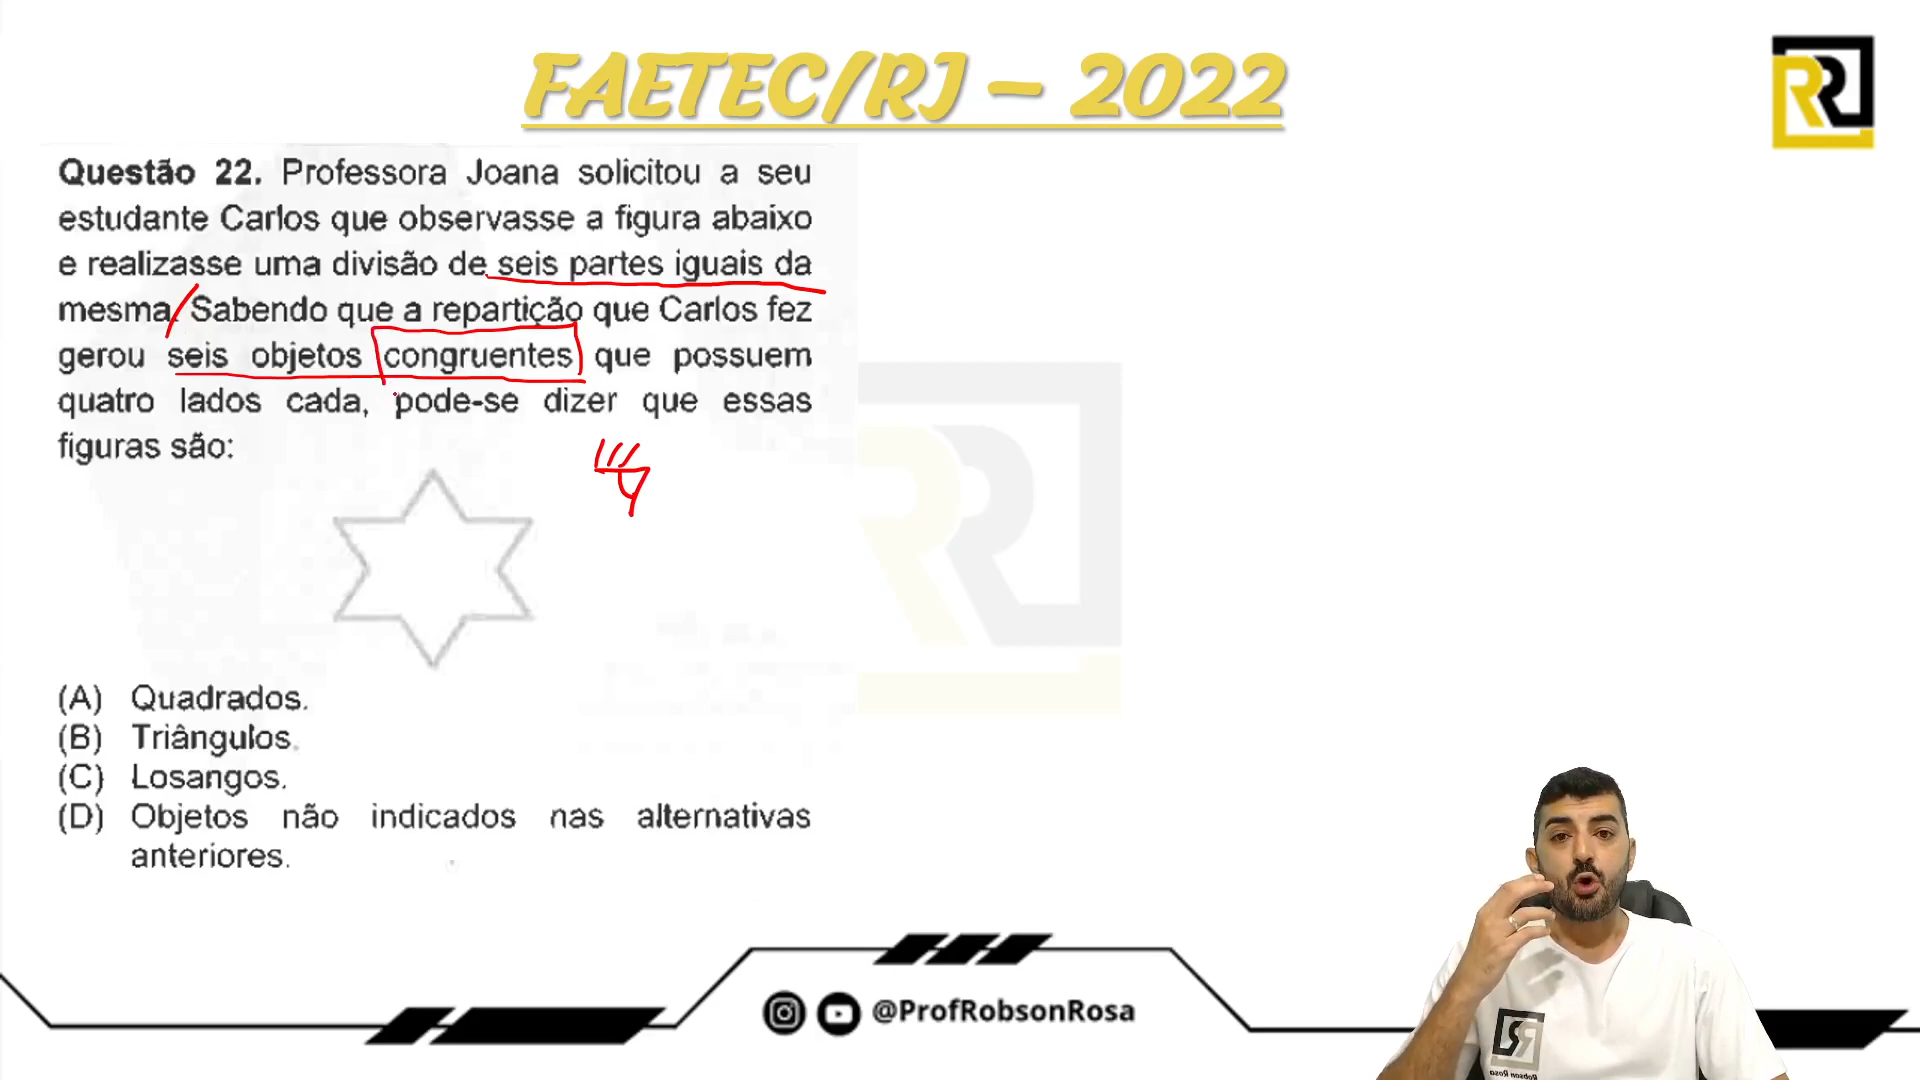 FAETEC/RJ – 2022
Questão 22. Professora Joana solicitou a seu
estudante Carlos que observasse a figura abaixo
e realizasse uma divisão de seis partes iguais da
mesma. Sabendo que a repartição que Carlos fez
gerou seis objetos congruentes que possuem
quatro lados cada, pode-se dizer que essas
figuras são:
(A) Quadrados.
(B) Triângulos.
(C) Losangos.
(D) Objetos não indicados nas alternativas
anteriores.
@ProfRobsonRosa